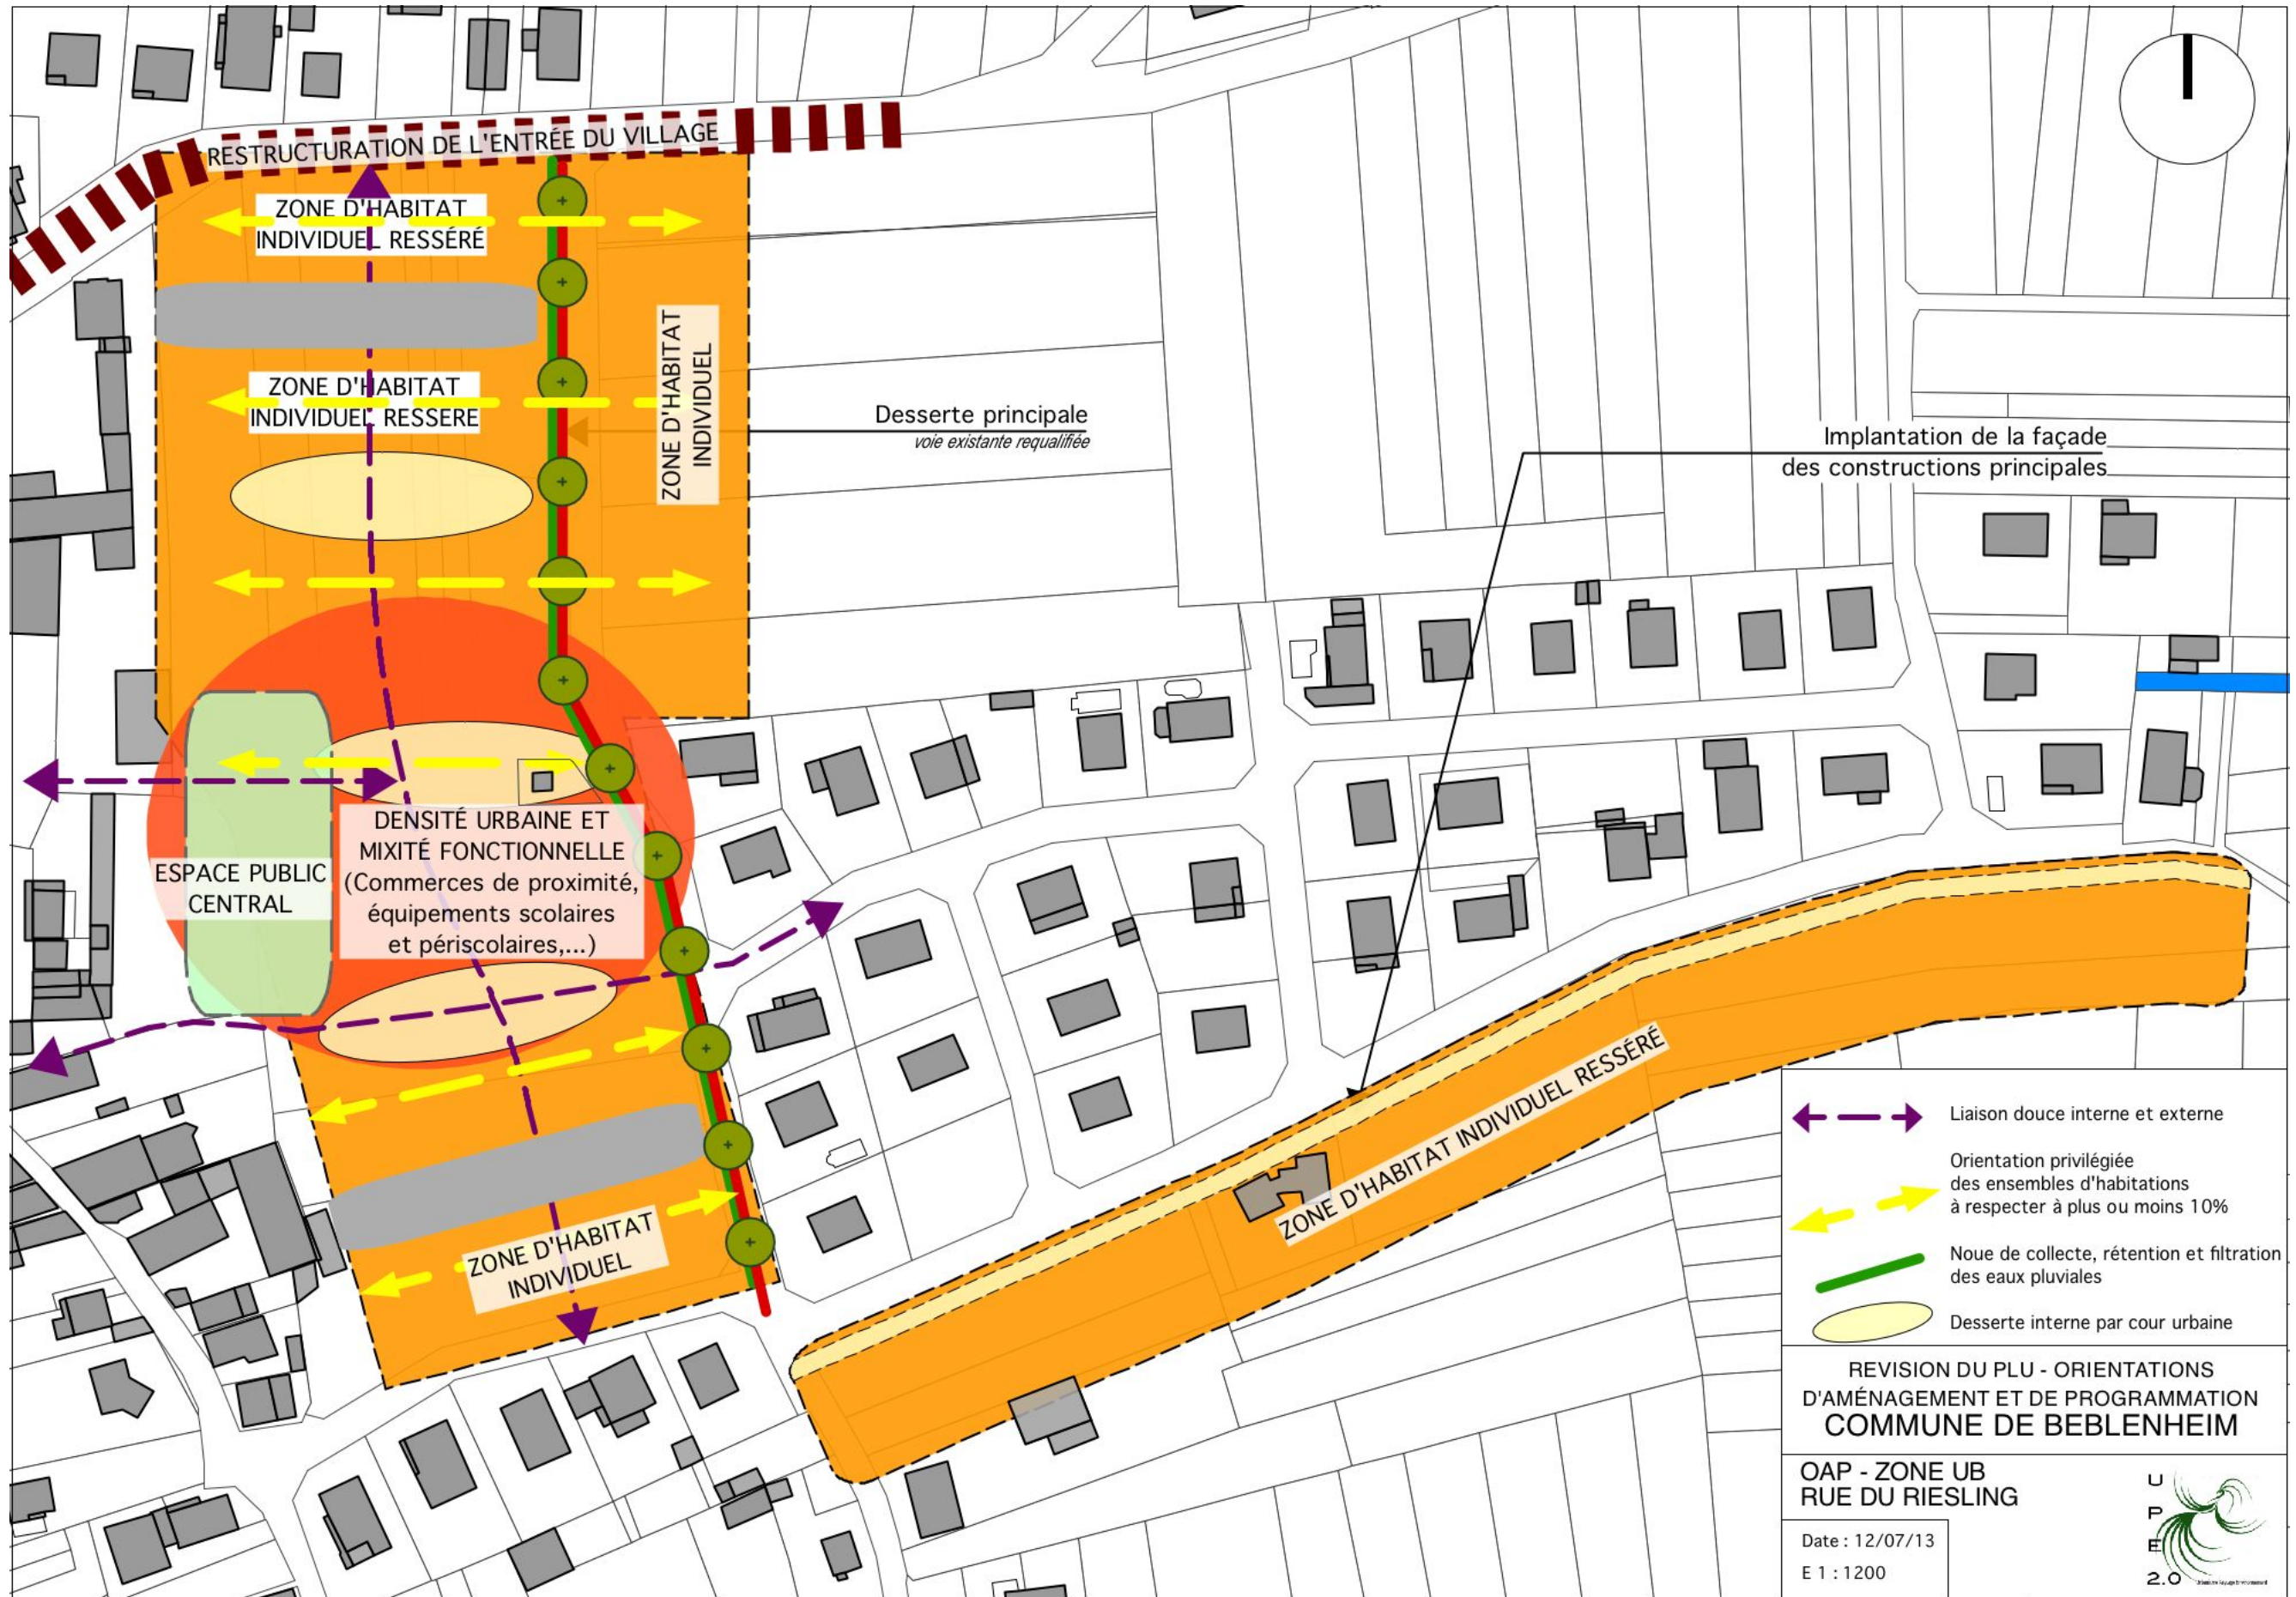 RESTRUCTURATION DE L'ENTRÉE DU VILLAGE
ZONE D'HABITAT
INDIVIDUEL RESSÉRÉ
ZONE D'HABITAT
INDIVIDUEL RESSERE
ZONE D'HABITAT
INDIVIDUEL
Desserte principale
voie existante requalifiée
Implantation de la façade
des constructions principales
DENSITÉ URBAINE ET
MIXITÉ FONCTIONNELLE
(Commerces de proximité,
équipements scolaires
et périscolaires,...)
ESPACE PUBLIC
CENTRAL
ZONE D'HABITAT
INDIVIDUEL
ZONE D'HABITAT INDIVIDUEL RESSÉRÉ
Liaison douce interne et externe
Orientation privilégiée
des ensembles d'habitations
à respecter à plus ou moins 10%
Noue de collecte, rétention et filtration
des eaux pluviales
Desserte interne par cour urbaine
REVISION DU PLU - ORIENTATIONS
D'AMÉNAGEMENT ET DE PROGRAMMATION
COMMUNE DE BEBLENHEIM
OAP - ZONE UB
RUE DU RIESLING
Date : 12/07/13
E 1 : 1200
U
P
E
2.0